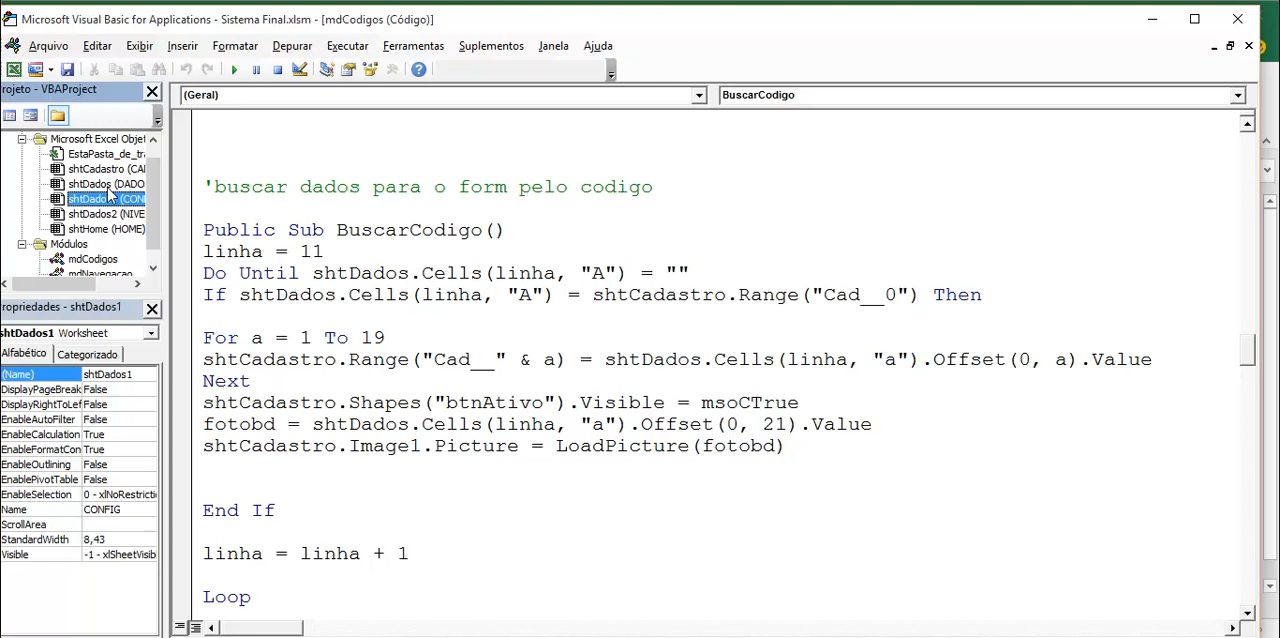 Microsoft Visual Basic for Applications - Sistema Final.xlsm - [mdCodigos (Código)]
Arquivo Editar Exibir Inserir Formatar Depurar Executar Ferramentas Suplementos Janela Ajuda
rojeto - VBAProject
Microsoft Excel Objet
EstaPasta_de_tra
shtCadastro (CA
shtDados (DADO
shtDado (CON
shtDados2 (NIVE
shtHome (HOME)
Módulos
mdCodigos
mdNavegacao
ropriedades - shtDados1
shtDados1 Worksheet
Alfabético Categorizado
(Name) shtDados1
DisplayPageBreak False
DisplayRightToLef False
EnableAutoFilter False
EnableCalculation True
EnableFormatCon True
EnableOutlining False
EnablePivotTable False
EnableSelection 0 - xlNoRestricti
Name CONFIG
ScrollArea
StandardWidth 8,43
Visible -1 - xlSheetVisib
(Geral) BuscarCodigo
'buscar dados para o form pelo codigo
Public Sub BuscarCodigo()
linha = 11
Do Until shtDados.Cells(linha, "A") = ""
If shtDados.Cells(linha, "A") = shtCadastro.Range("Cad__0") Then
For a = 1 To 19
shtCadastro.Range("Cad__" & a) = shtDados.Cells(linha, "a").Offset(0, a).Value
Next
shtCadastro.Shapes("btnAtivo").Visible = msoCTrue
fotobd = shtDados.Cells(linha, "a").Offset(0, 21).Value
shtCadastro.Image1.Picture = LoadPicture(fotobd)
End If
linha = linha + 1
Loop